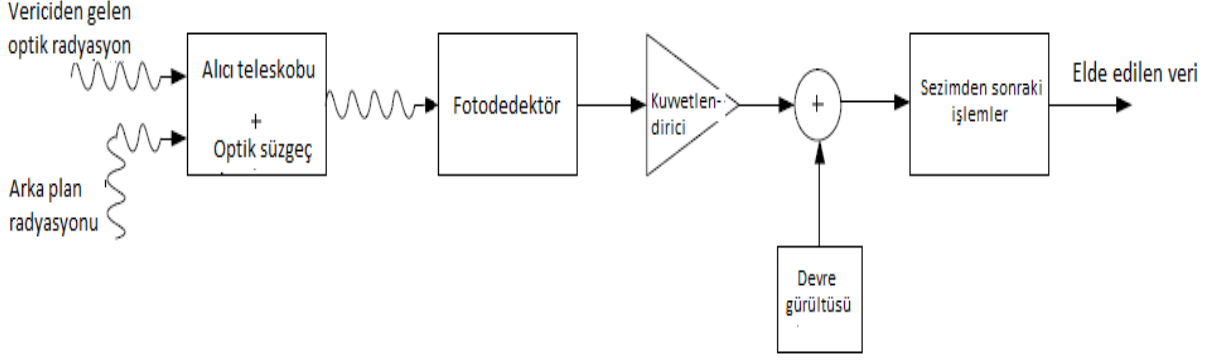 Vericiden gelen
optik radyasyon
Arka plan
radyasyonu
Alıcı teleskobu
+
Optik süzgeç
Fotodedektör
Kuvvetlen-
dirici
+
Devre
gürültüsü
Sezimden sonraki
işlemler
Elde edilen veri